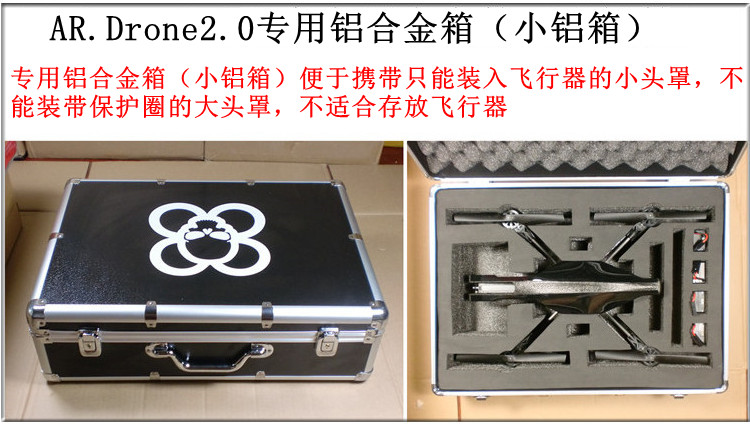 AR.Drone2.0专用铝合金箱（小铝箱）
专用铝合金箱（小铝箱）便于携带只能装入飞行器的小头罩，不
能装带保护圈的大头罩，不适合存放飞行器